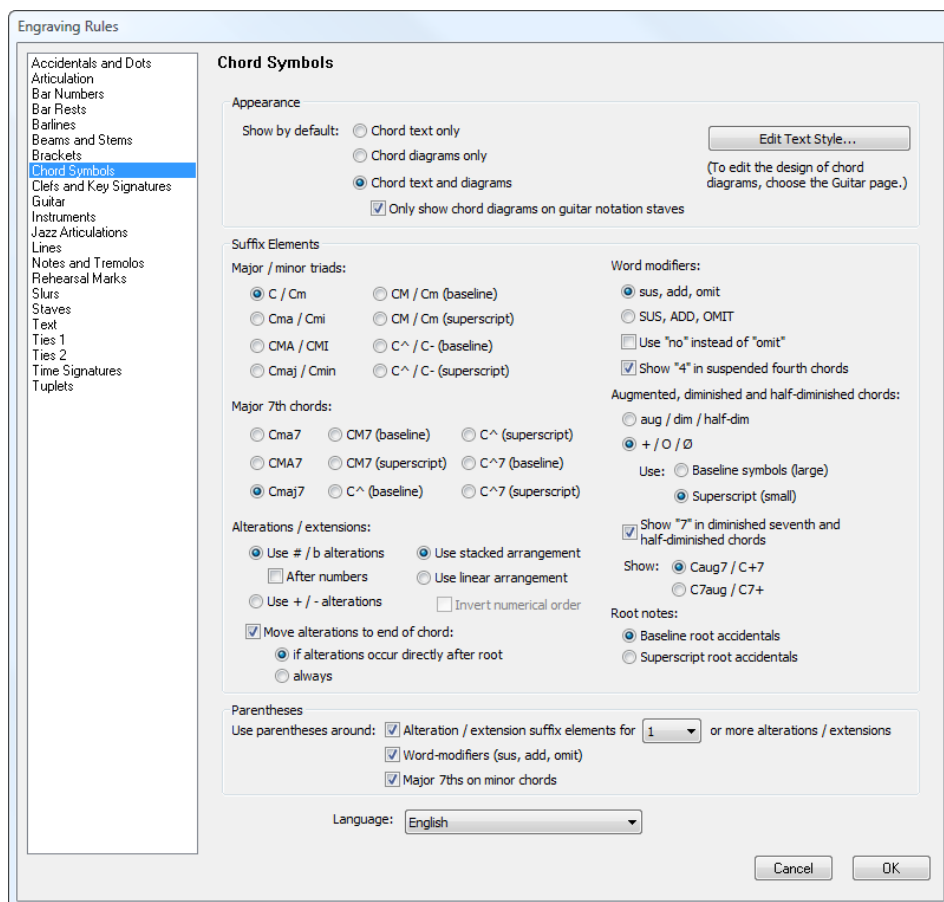 Engraving Rules
Accidentals and Dots
Articulation
Bar Numbers
Bar Rests
Barlines
Beams and Stems
Brackets
Chord Symbols
Clefs and Key Signatures
Guitar
Instruments
Jazz Articulations
Lines
Notes and Tremolos
Rehearsal Marks
Slurs
Staves
Text
Ties 1
Ties 2
Time Signatures
Tuplets
Chord Symbols
Appearance
Show by default:
Chord text only
Chord diagrams only
Chord text and diagrams
Only show chord diagrams on guitar notation staves
Edit Text Style...
(To edit the design of chord
diagrams, choose the Guitar page.)
Suffix Elements
Major / minor triads:
C / Cm
CM / Cm (baseline)
Cma / Cmi
CM / Cm (superscript)
CMA / CMI
C^ / C- (baseline)
Cmaj / Cmin
C^ / C- (superscript)
Major 7th chords:
Cma7
CM7 (baseline)
C^ (superscript)
CMA7
CM7 (superscript)
C^7 (baseline)
Cmaj7
C^ (baseline)
C^7 (superscript)
Alterations / extensions:
Use # / b alterations
Use stacked arrangement
After numbers
Use linear arrangement
Use + / - alterations
Invert numerical order
Move alterations to end of chord:
if alterations occur directly after root
always
Word modifiers:
sus, add, omit
SUS, ADD, OMIT
Use "no" instead of "omit"
Show "4" in suspended fourth chords
Augmented, diminished and half-diminished chords:
aug / dim / half-dim
+ / O / Ø
Use:
Baseline symbols (large)
Superscript (small)
Show "7" in diminished seventh and
half-diminished chords
Show:
Caug7 / C+7
C7aug / C7+
Root notes:
Baseline root accidentals
Superscript root accidentals
Parentheses
Use parentheses around:
Alteration / extension suffix elements for 1 or more alterations / extensions
Word-modifiers (sus, add, omit)
Major 7ths on minor chords
Language: English
Cancel
OK